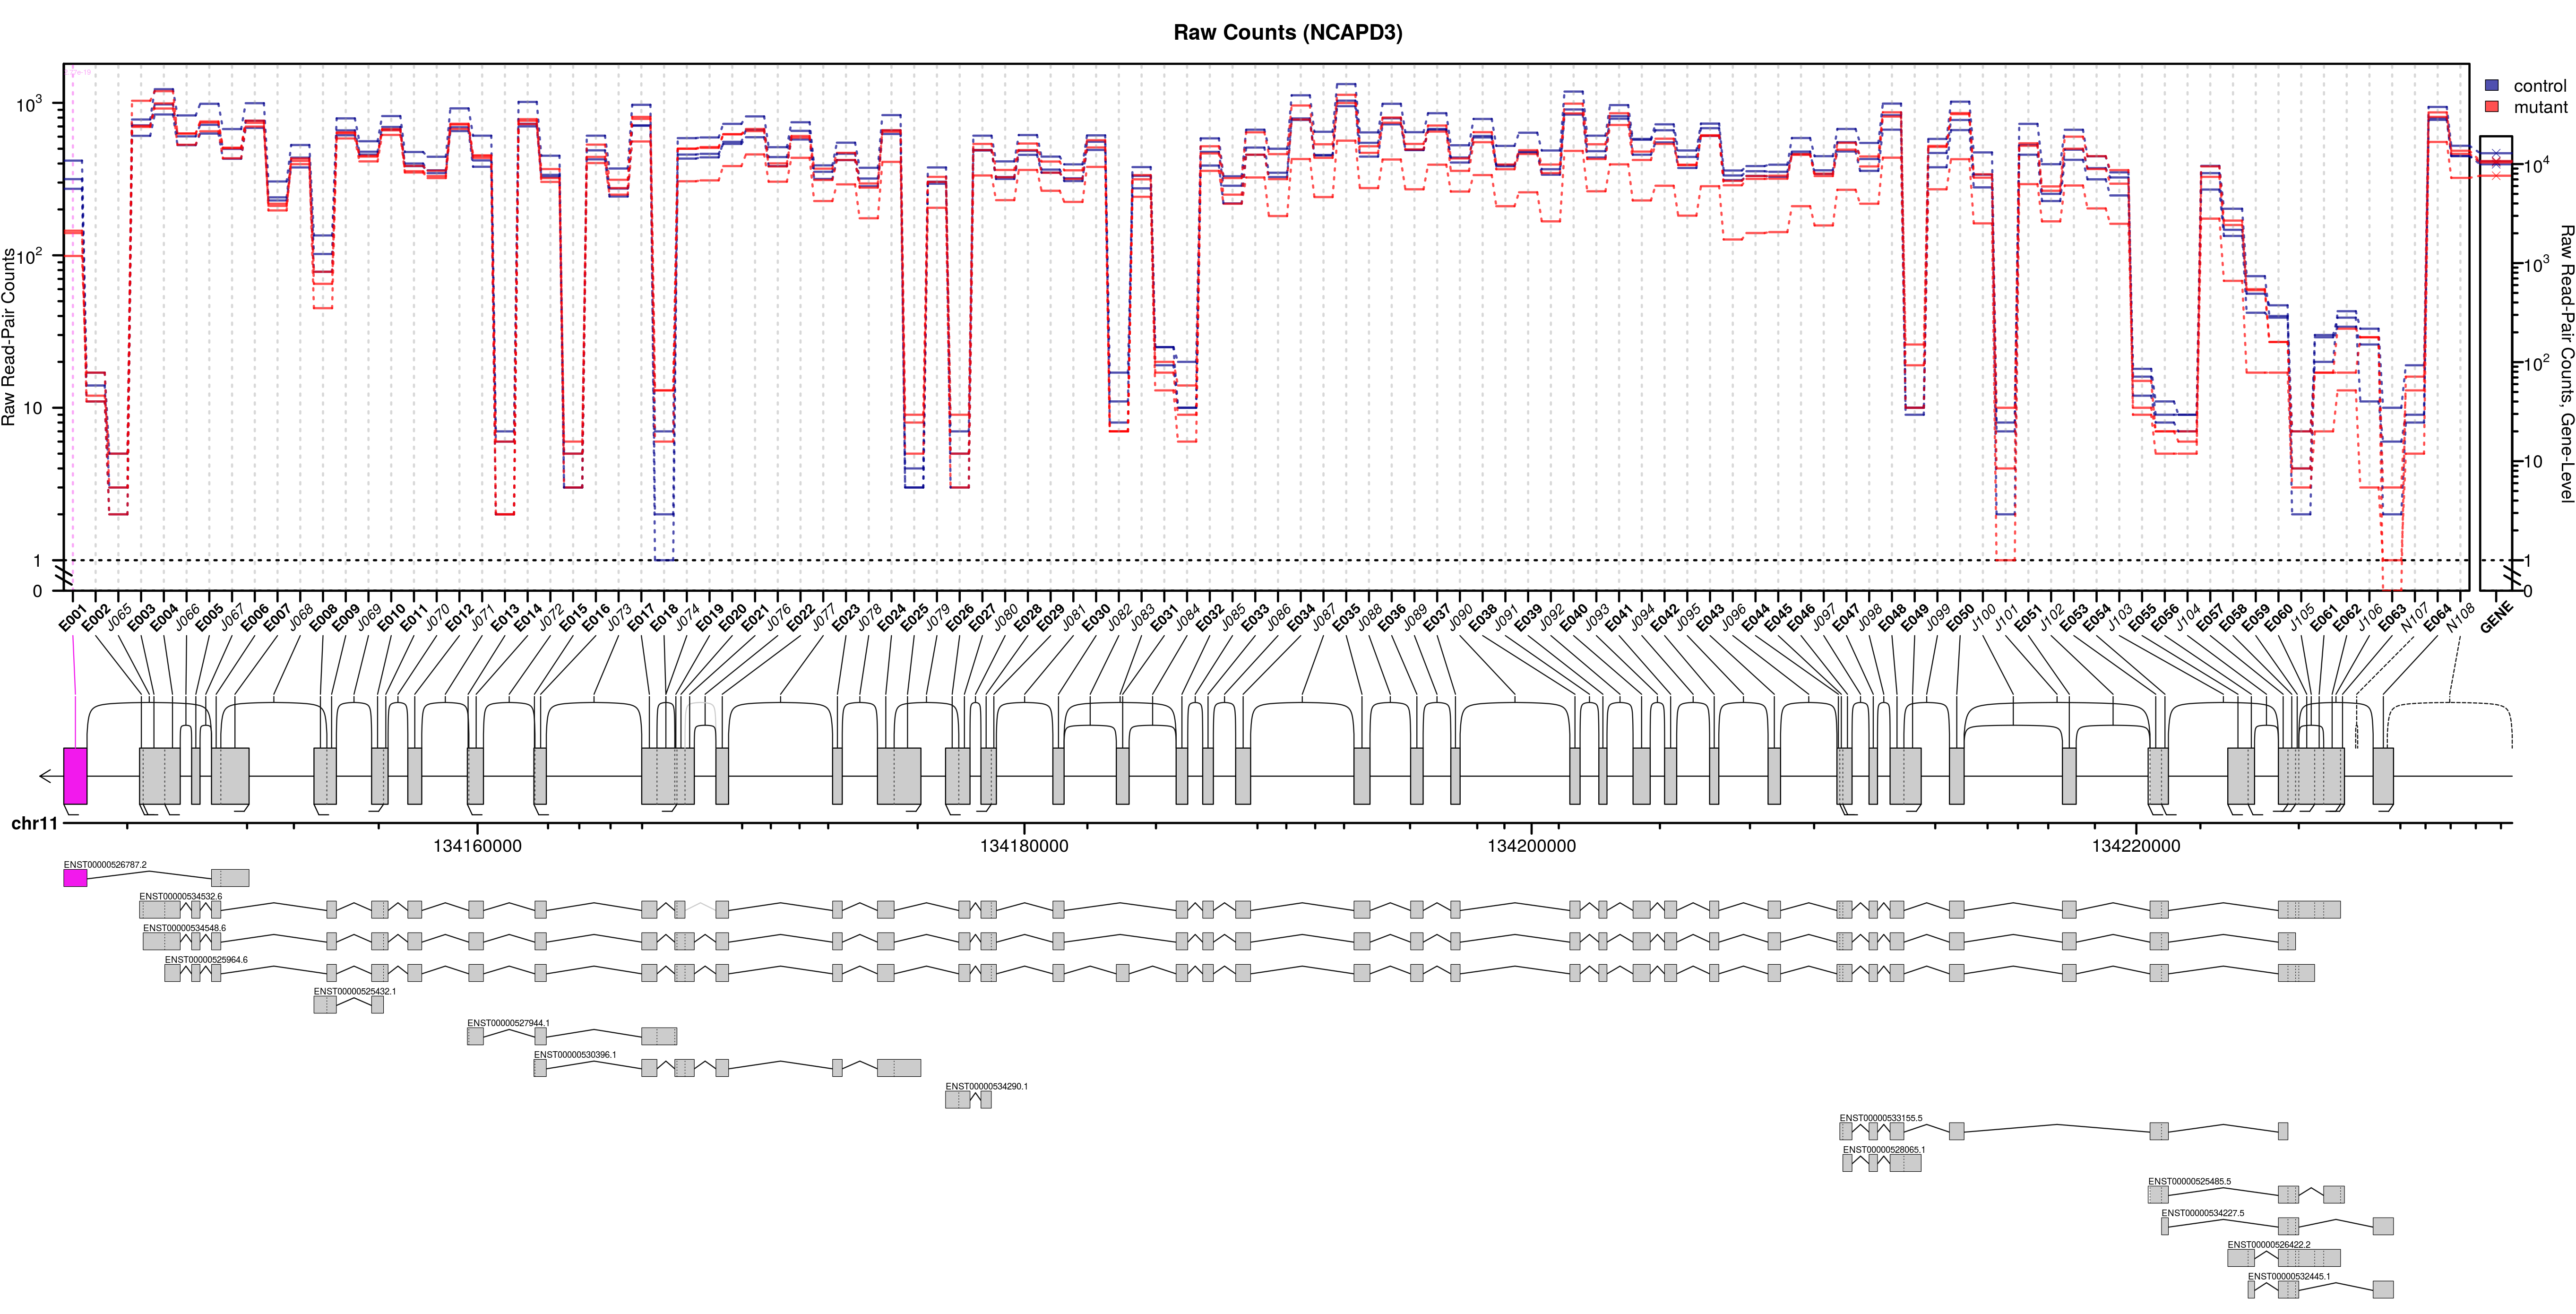 Raw Counts (NCAPD3)
control
mutant
Raw Read-Pair Counts
10³
10²
10
1
0
10⁴
10³
10²
10
1
0
Raw Read-Pair Counts, Gene-Level
E001 E002 J065 E003 E004 J066 E005 J067 E006 E007 J068 E008 E009 J069 E010 E011 J070 E012 J071 E013 E014 J072 E015 E016 J073 E017 E018 J074 E019 E020 E021 J076 E022 J077 E023 J078 E024 E025 J079 E026 E027 J080 E028 E029 J081 E030 J082 J083 E031 J084 E032 J085 E033 J086 E034 J087 E035 J088 E036 J089 E037 J090 E038 J091 E039 J092 E040 J093 E041 J094 E042 J095 E043 J096 E044 E045 E046 J097 E047 J098 E048 E049 J099 E050 J100 J101 E051 J102 E053 E054 J103 E055 E056 J104 E057 E058 E059 E060 J105 E061 E062 J106 E063 N107 E064 N108 GENE
chr11
134160000 134180000 134200000 134220000
ENST00000526787.2
ENST00000534532.6
ENST00000534548.6
ENST00000525964.6
ENST00000525432.1
ENST00000527944.1
ENST00000530396.1
ENST00000534290.1
ENST00000533155.5
ENST00000528065.1
ENST00000525485.5
ENST00000534227.5
ENST00000526422.2
ENST00000532445.1